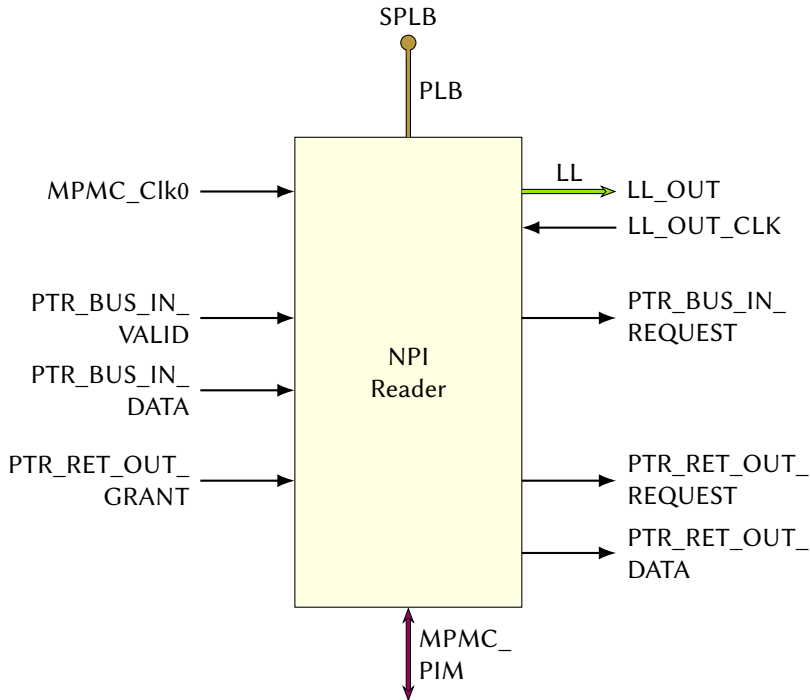 SPLB
PLB
MPMC_Clk0
LL
LL_OUT
LL_OUT_CLK
PTR_BUS_IN_
VALID
PTR_BUS_IN_
REQUEST
NPI
Reader
PTR_BUS_IN_
DATA
PTR_RET_OUT_
GRANT
PTR_RET_OUT_
REQUEST
PTR_RET_OUT_
DATA
MPMC_
PIM